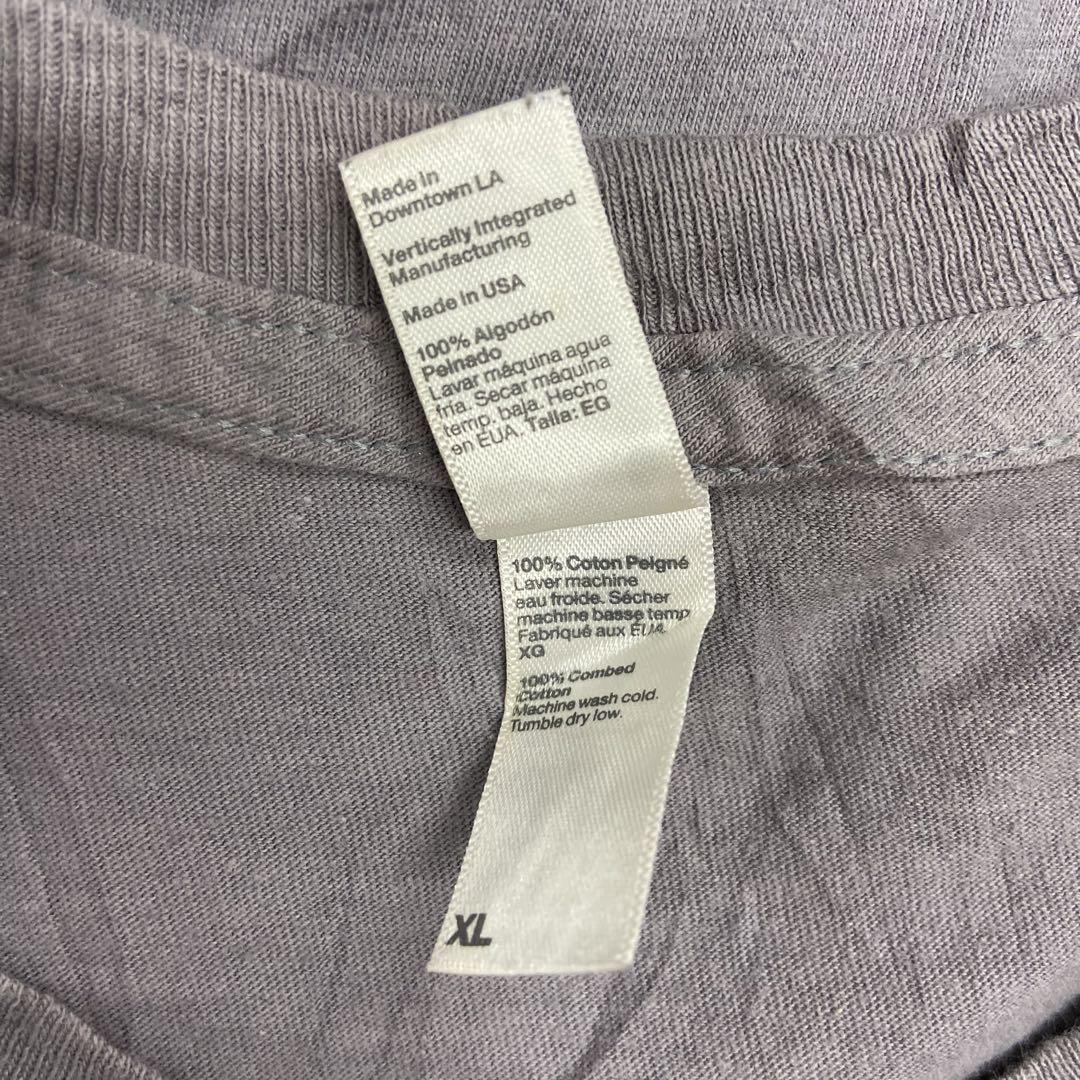 Made in
Downtown LA
Vertically Integrated
Manufacturing
Made in USA
100% Algodón
Peinado
Lavar máquina agua
fría. Secar máquina
temp. baja. Hecho
en EUA. Talla: EG
100% Coton Peigné
Laver machine
eau froide. Sécher
machine basse temp
Fabriqué aux ÉUA.
XG
100% Combed
Cotton
Machine wash cold.
Tumble dry low.
XL